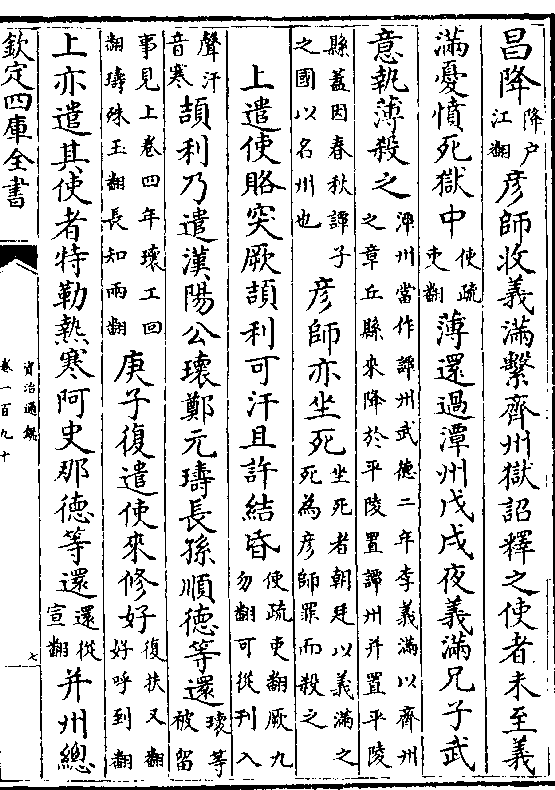 昌降降户江翻彦師收義滿繫齊州獄詔釋之使者未至義
滿憂憤死獄中使疏吏翻薄還過潭州戊戌夜義滿兄子武
意執薄殺之潭州當作譚州武德二年李義滿以齊州之章丘縣來降於平陵置譚州并置平陵
縣蓋因春秋譚子之國以名州也彦師亦坐死坐死者朝廷以義滿之死為彦師罪而殺之
上遣使賂突厥頡利可汗且許結昏使疏吏翻厥九勿翻可從刋入
聲汗音寒頡利乃遣漢陽公瓌鄭元璹長孫順德等還瓌等被留
事見上卷四年瓌工回翻璹殊玉翻長知兩翻庚子復遣使來修好復扶又翻好呼到翻
上亦遣其使者特勒熱寒阿史那德等還還從宣翻并州總
欽定四庫全書
資治通鑑
卷一百九十
七